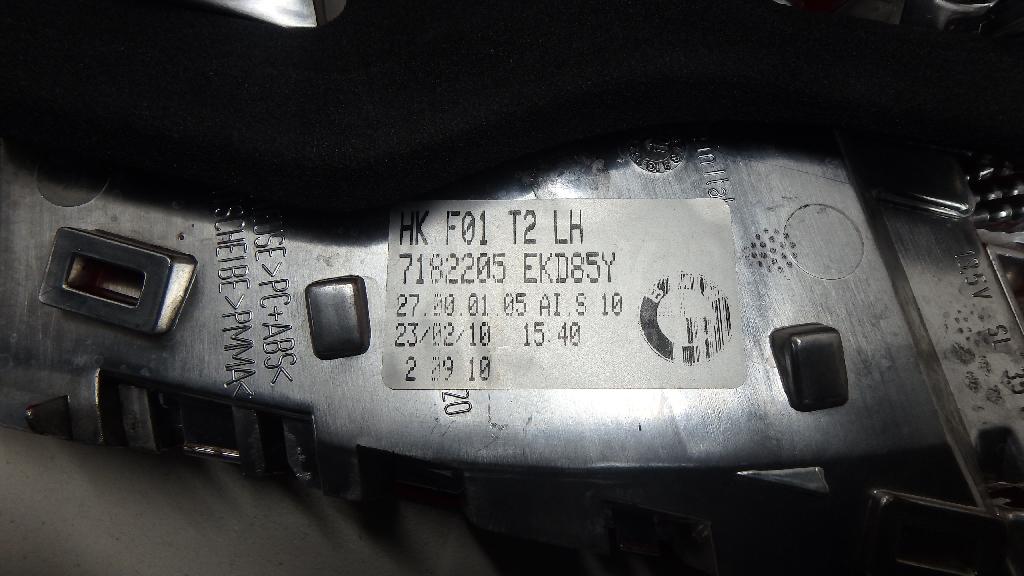 HK F01 T2 LH
7182205 EKD85Y
27.00.01.05 AI.S 10
23/02/10 15.40
2 09 10
>PC+ABS<
SCHEIBE>PMMA<